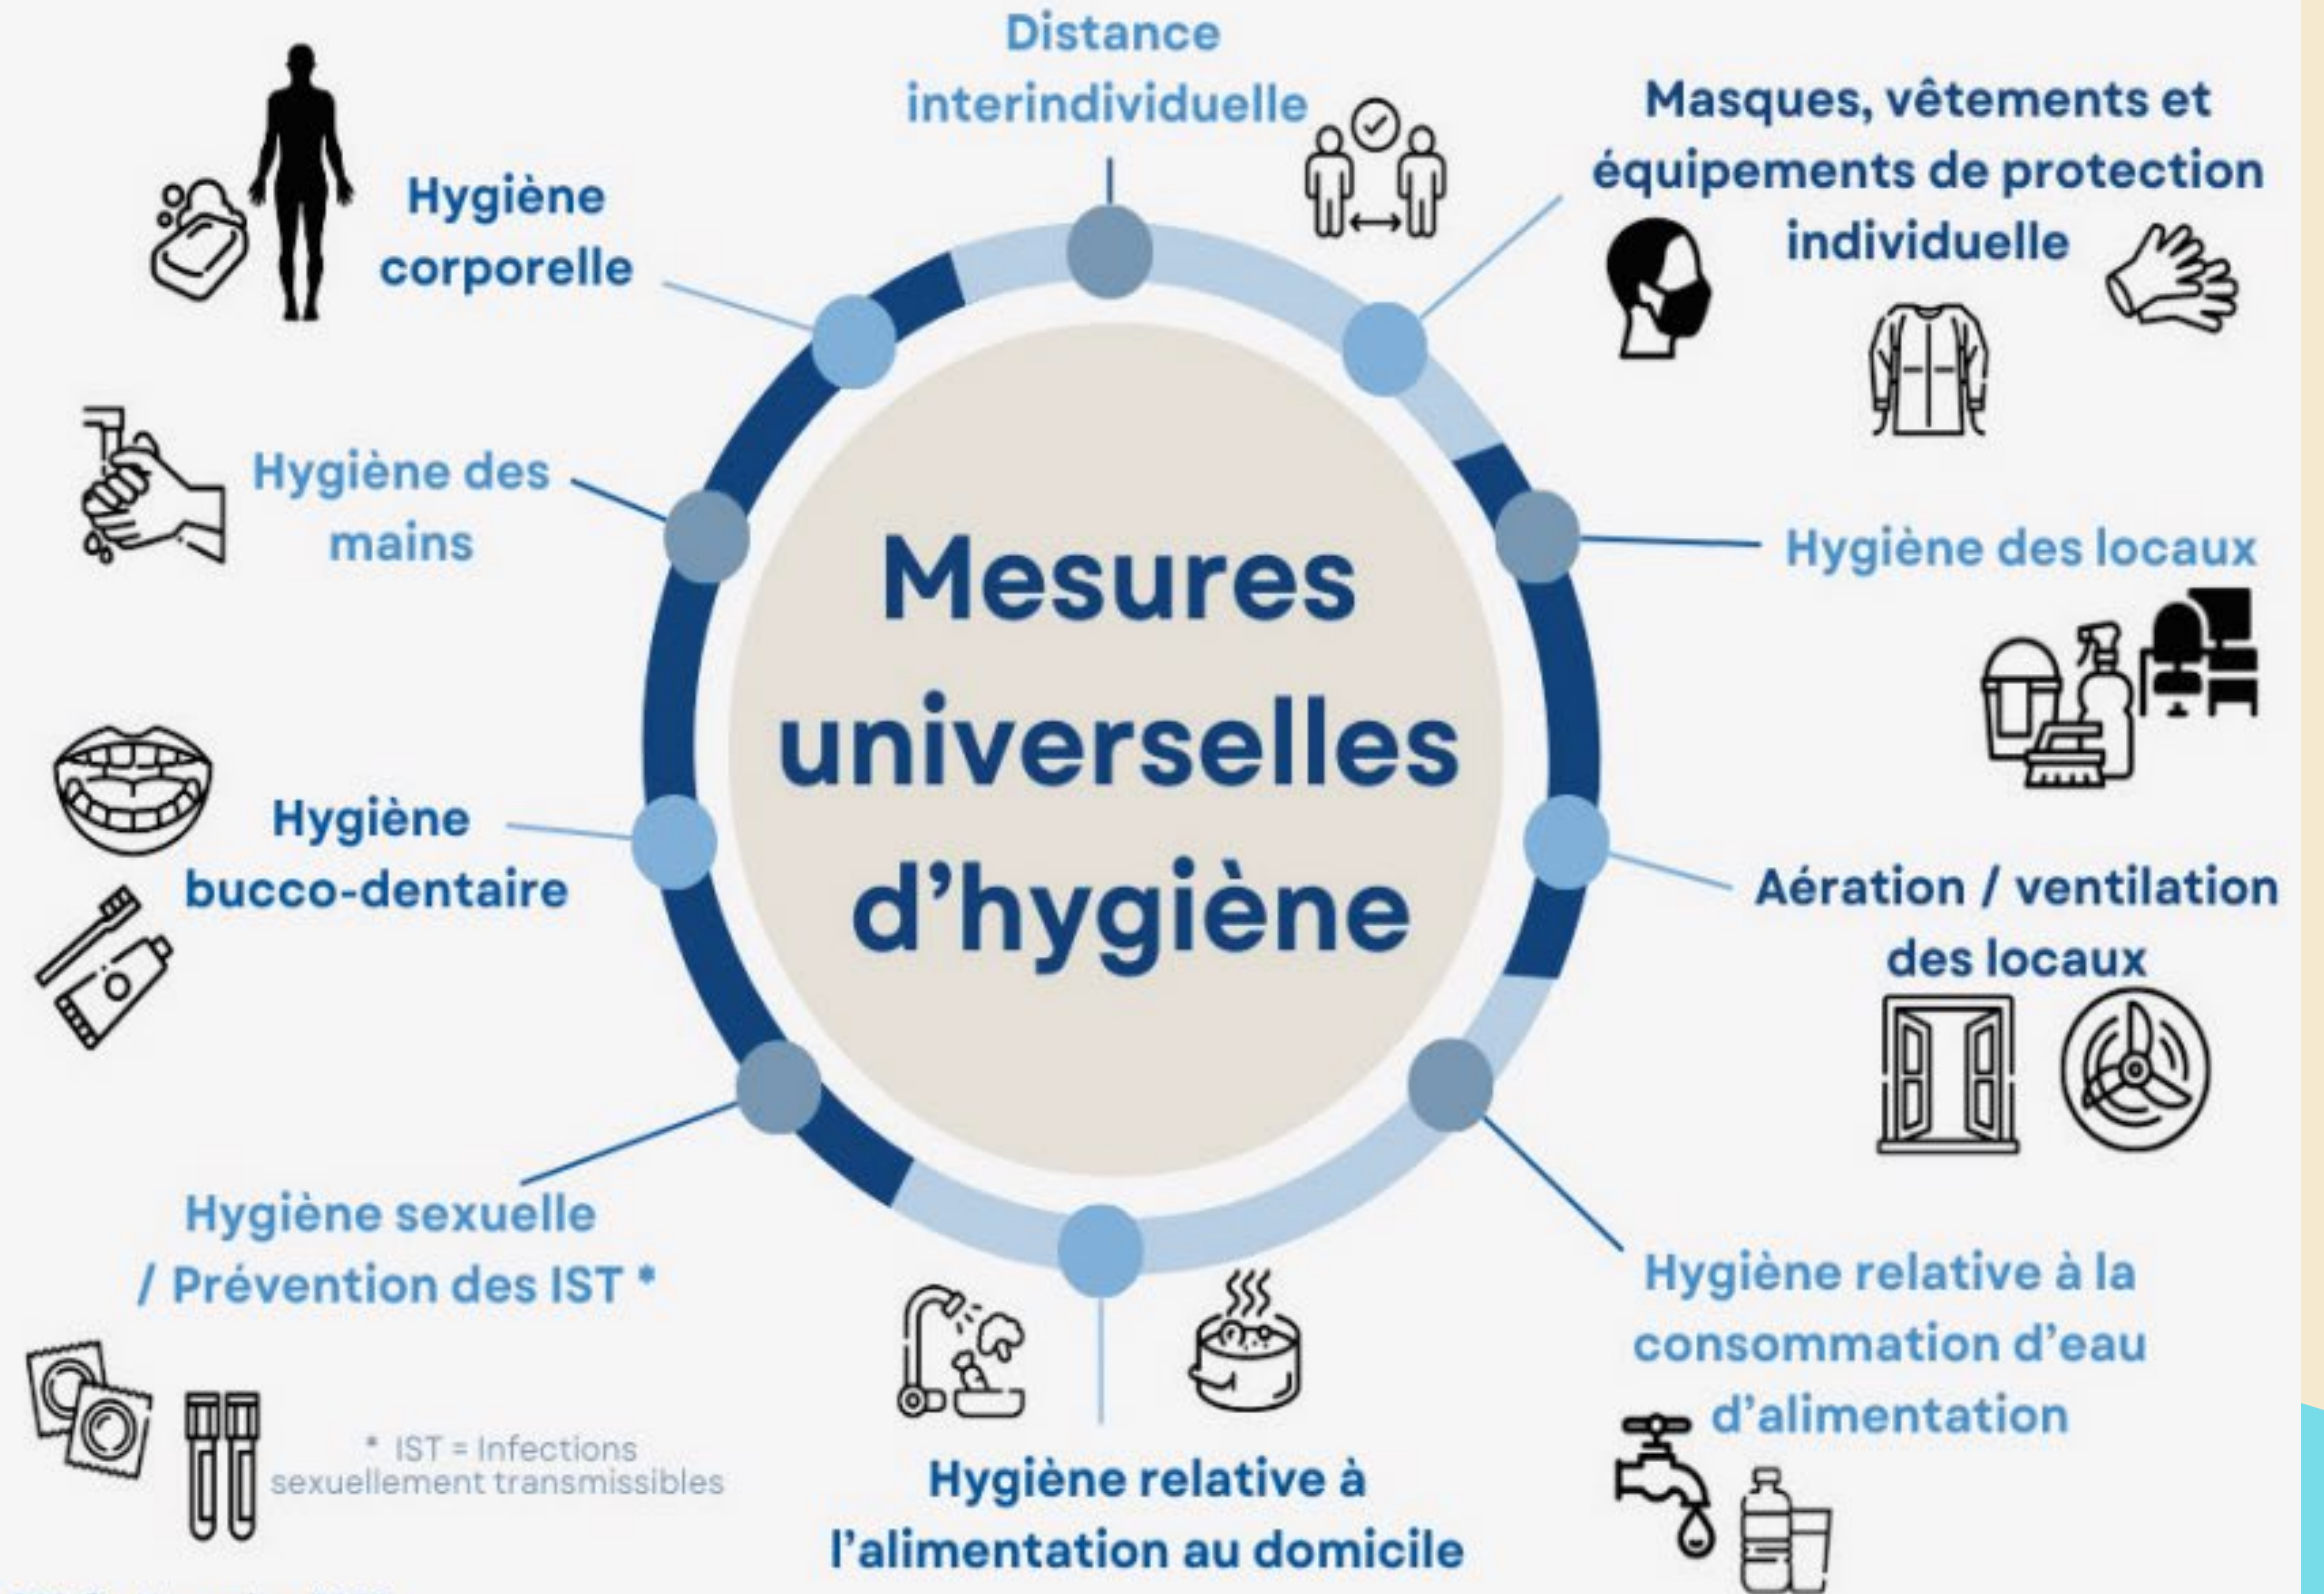 Distance
interindividuelle
Masques, vêtements et
équipements de protection
individuelle
Hygiène
corporelle
Hygiène des
mains
Hygiène des locaux
Mesures
universelles
d'hygiène
Hygiène
bucco-dentaire
Aération / ventilation
des locaux
Hygiène sexuelle
/ Prévention des IST *
* IST = Infections
sexuellement transmissibles
Hygiène relative à la
consommation d'eau
d'alimentation
Hygiène relative à
l'alimentation au domicile